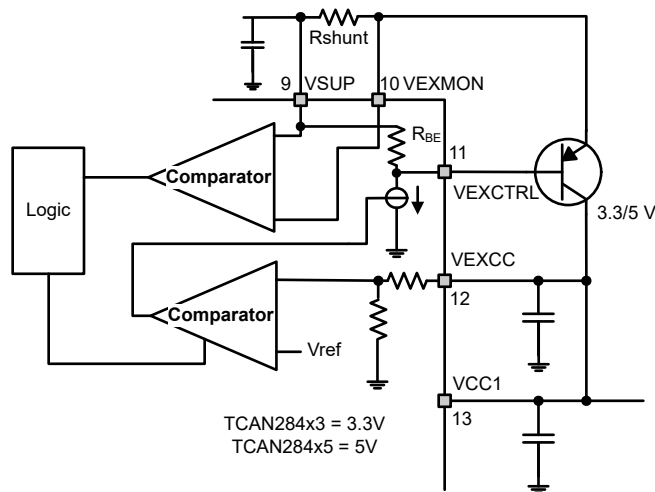 Rshunt
9 VSUP
10 VEXMON
RBE
11
Comparator
VEXCTRL
Logic
3.3/5 V
VEXCC
12
Comparator
Vref
VCC1
13
TCAN284x3 = 3.3V
TCAN284x5 = 5V